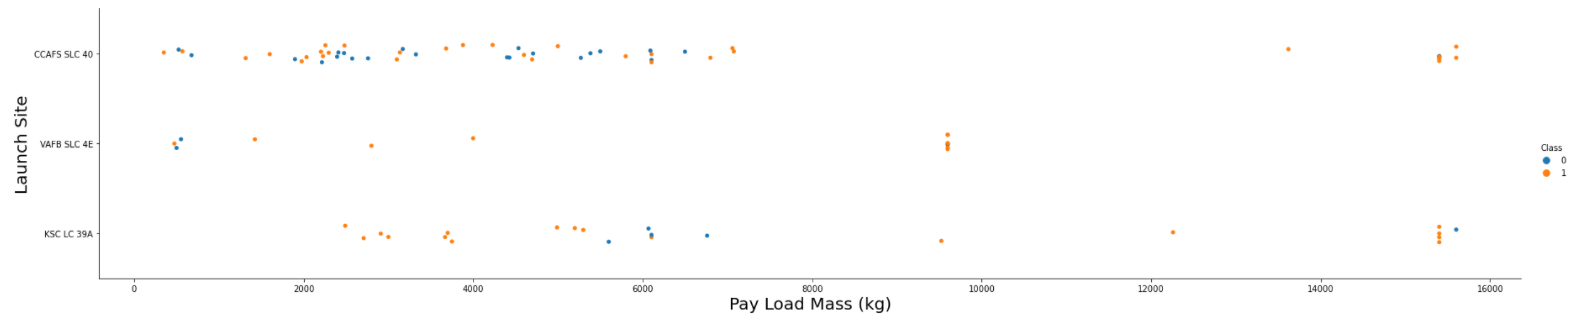 Launch Site
CCAFS SLC 40
VAFB SLC 4E
KSC LC 39A
0 2000 4000 6000 8000 10000 12000 14000 16000
Pay Load Mass (kg)
Class
0
1